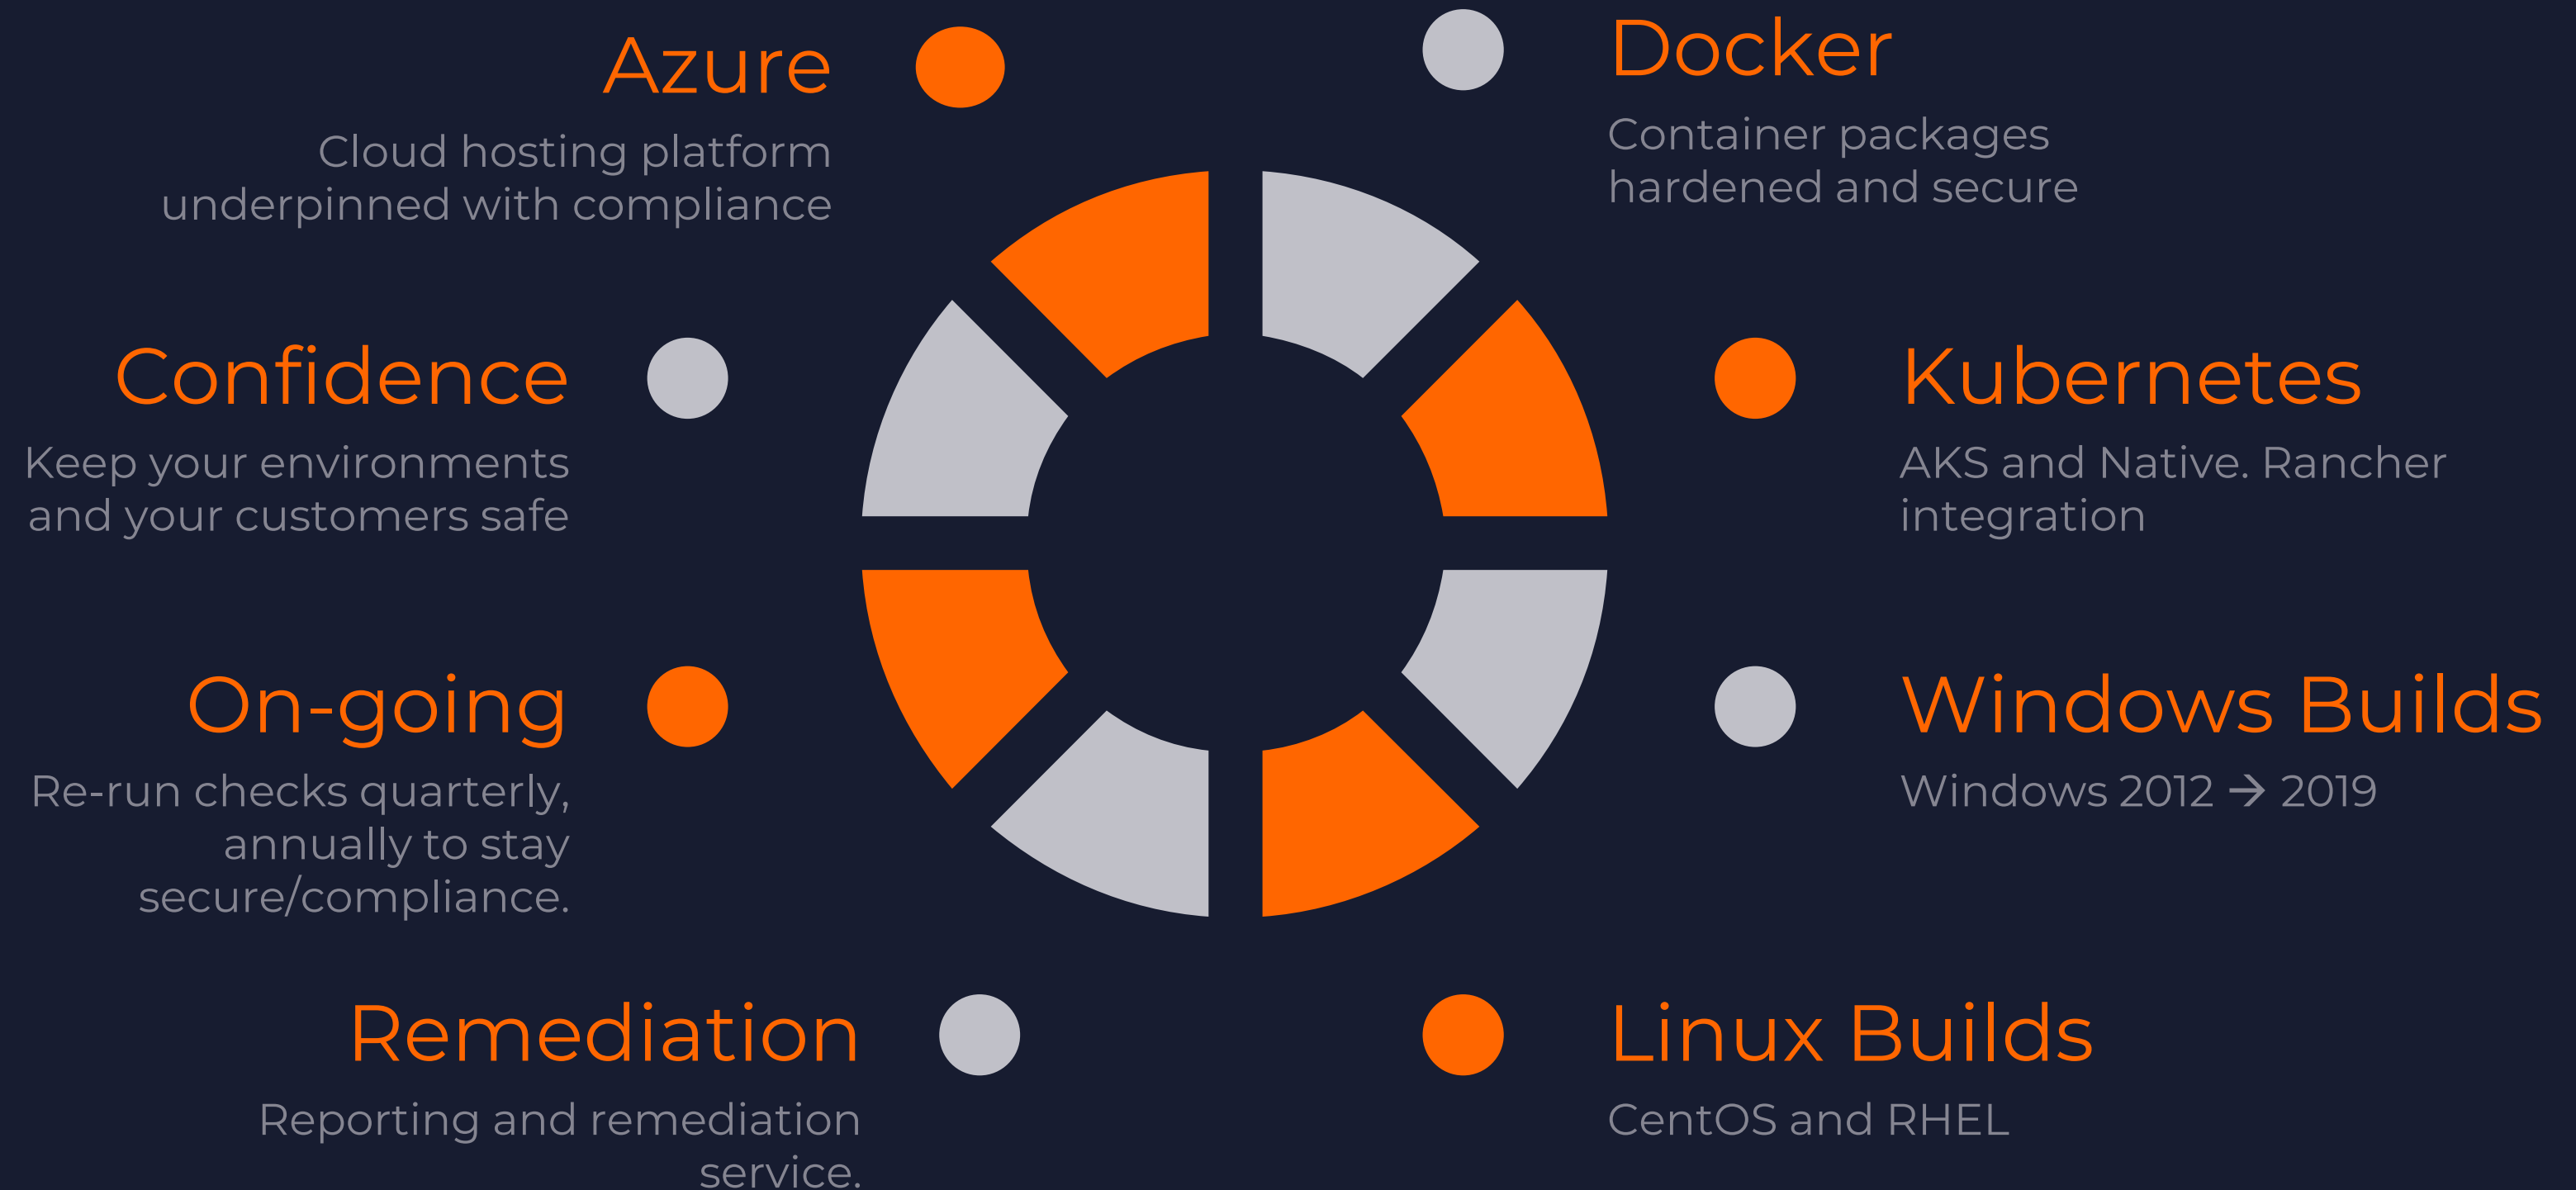 Azure
Cloud hosting platform
underpinned with compliance
Docker
Container packages
hardened and secure
Confidence
Keep your environments
and your customers safe
Kubernetes
AKS and Native. Rancher
integration
On-going
Re-run checks quarterly,
annually to stay
secure/compliance.
Windows Builds
Windows 2012 → 2019
Remediation
Reporting and remediation
service.
Linux Builds
CentOS and RHEL